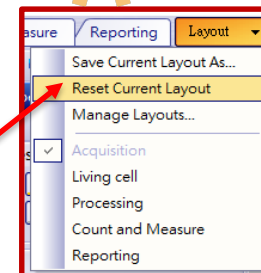 asure Reporting Layout
Save Current Layout As...
Reset Current Layout
Manage Layouts...
Acquisition
Living cell
Processing
Count and Measure
Reporting